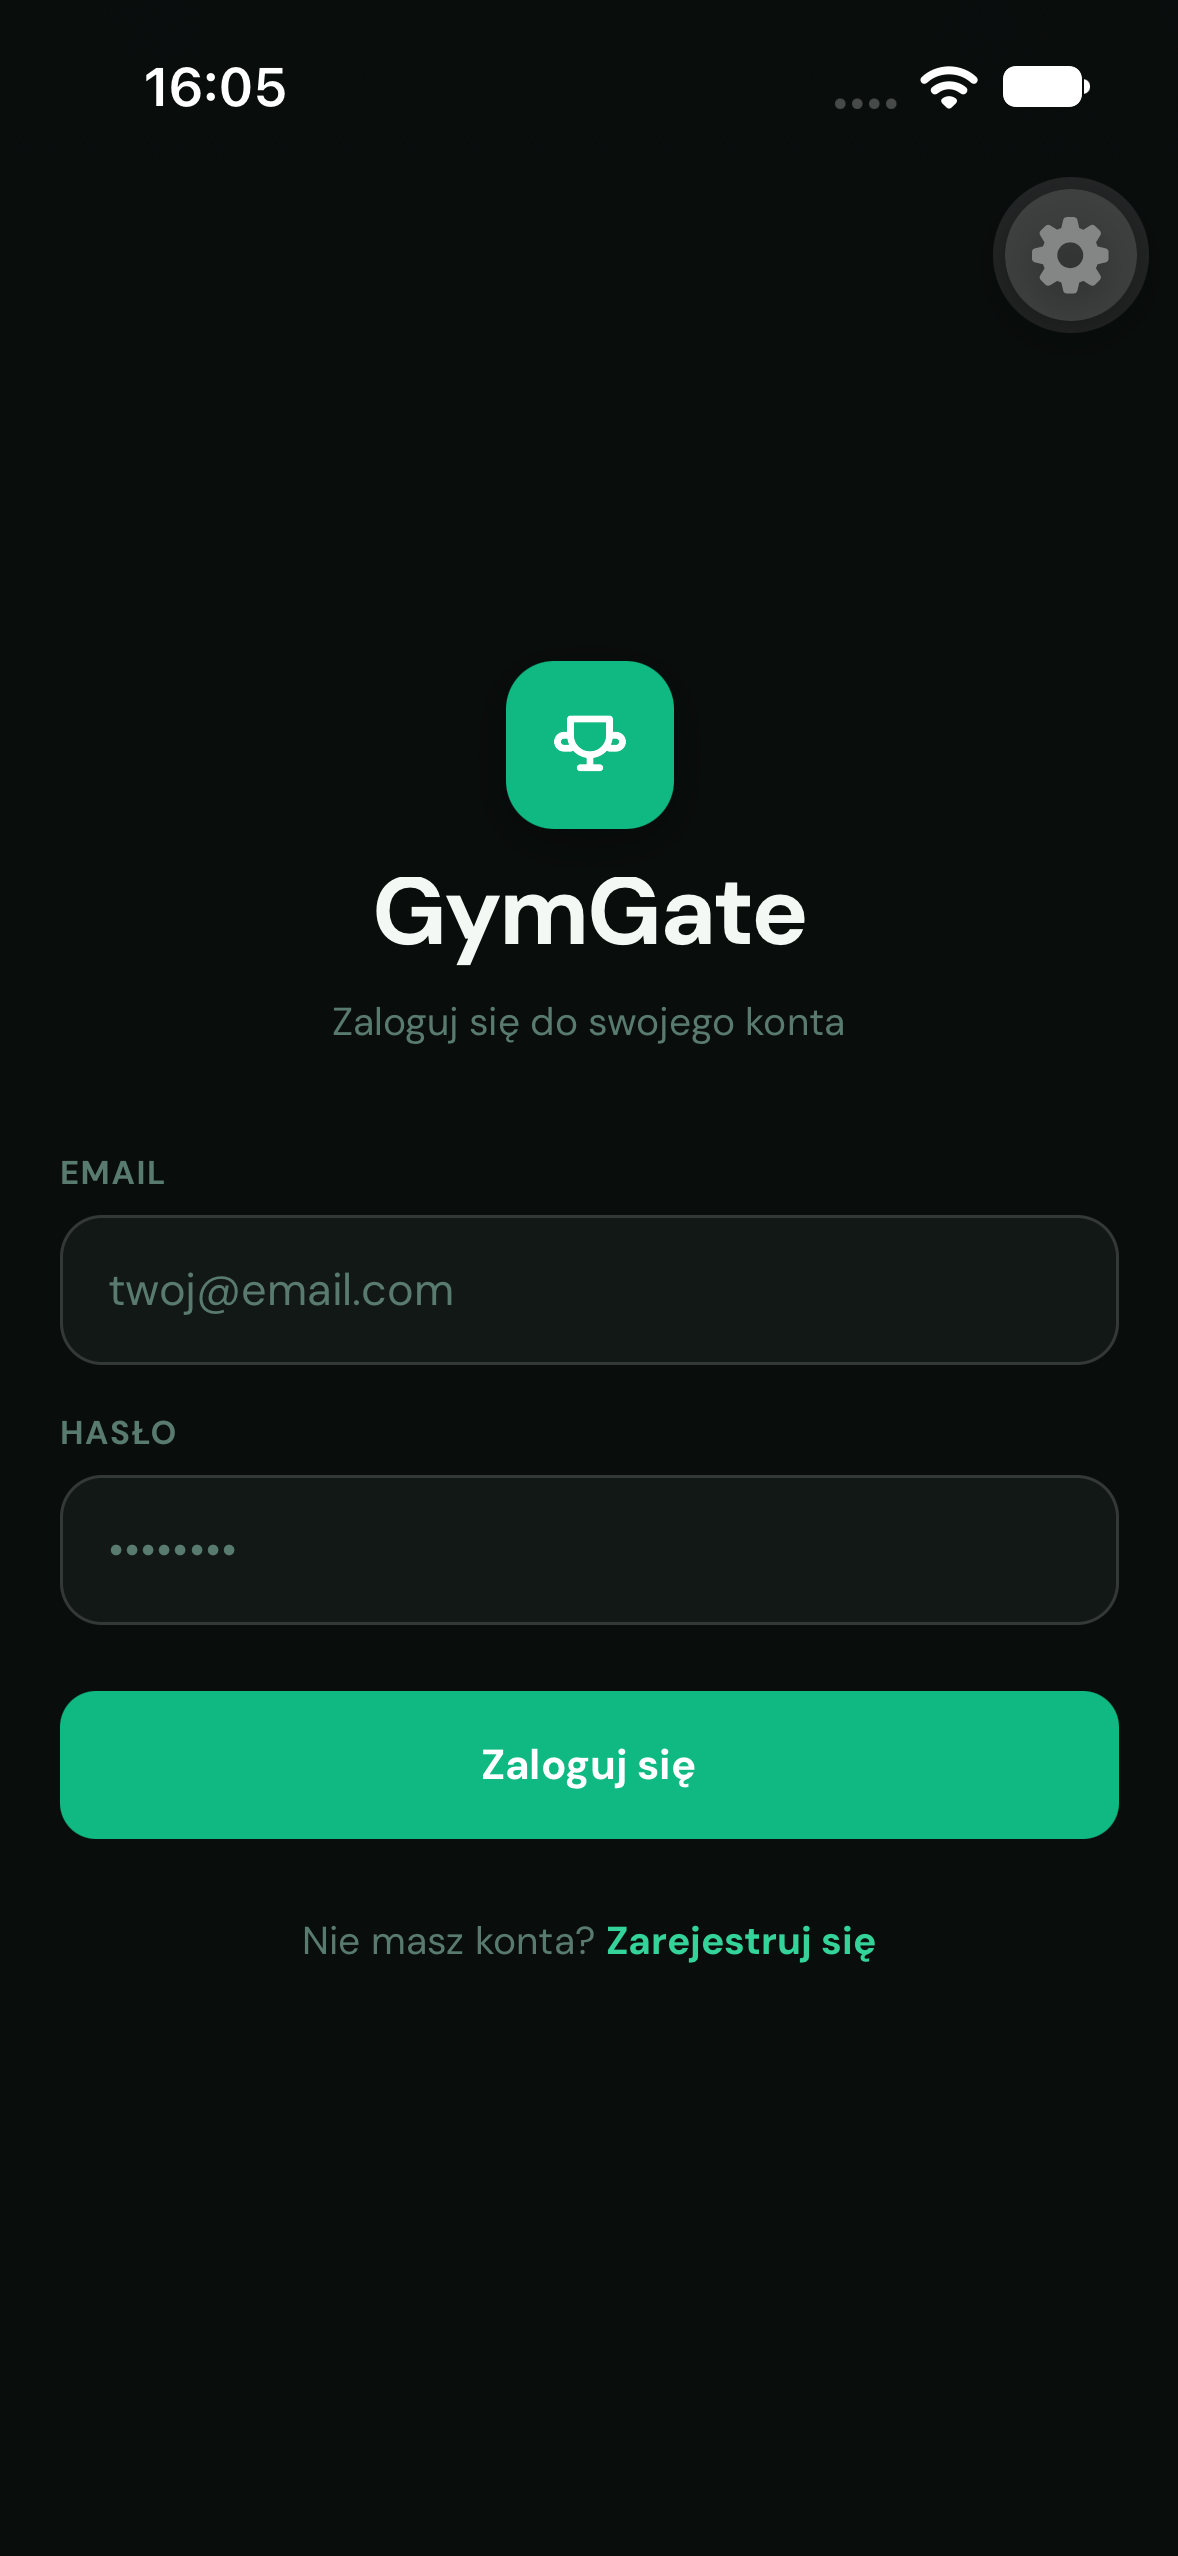 16:05
GymGate
Zaloguj się do swojego konta
EMAIL
twoj@email.com
HASŁO
••••••••
Zaloguj się
Nie masz konta? Zarejestruj się